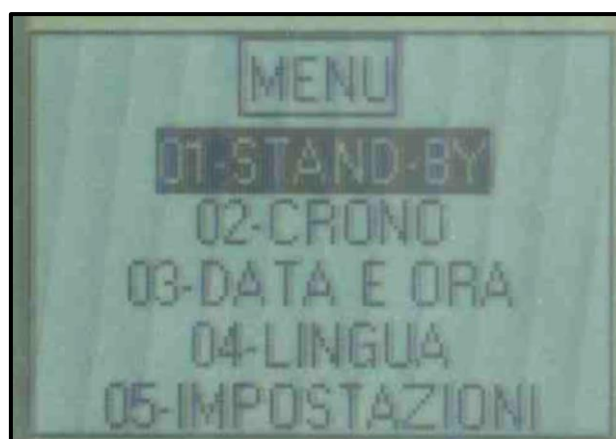 MENU
01-STAND-BY
02-CRONO
03-DATA E ORA
04-LINGUA
05-IMPOSTAZIONI